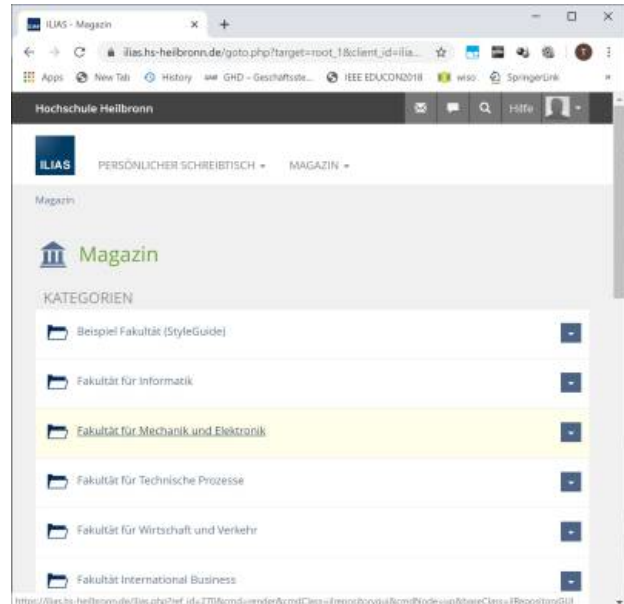 ILIAS - Magazin
ilias.hs-heilbronn.de/goto.php?target=root_1&client_id=ilia...
Apps New Tab History GHD - Geschäftsste... IEEE EDUCON2018 wiso SpringerLink
Hochschule Heilbronn Hilfe
ILIAS PERSÖNLICHER SCHREIBTISCH MAGAZIN
Magazin
Magazin
KATEGORIEN
Beispiel Fakultät (StyleGuide)
Fakultät für Informatik
Fakultät für Mechanik und Elektronik
Fakultät für Technische Prozesse
Fakultät für Wirtschaft und Verkehr
Fakultät International Business